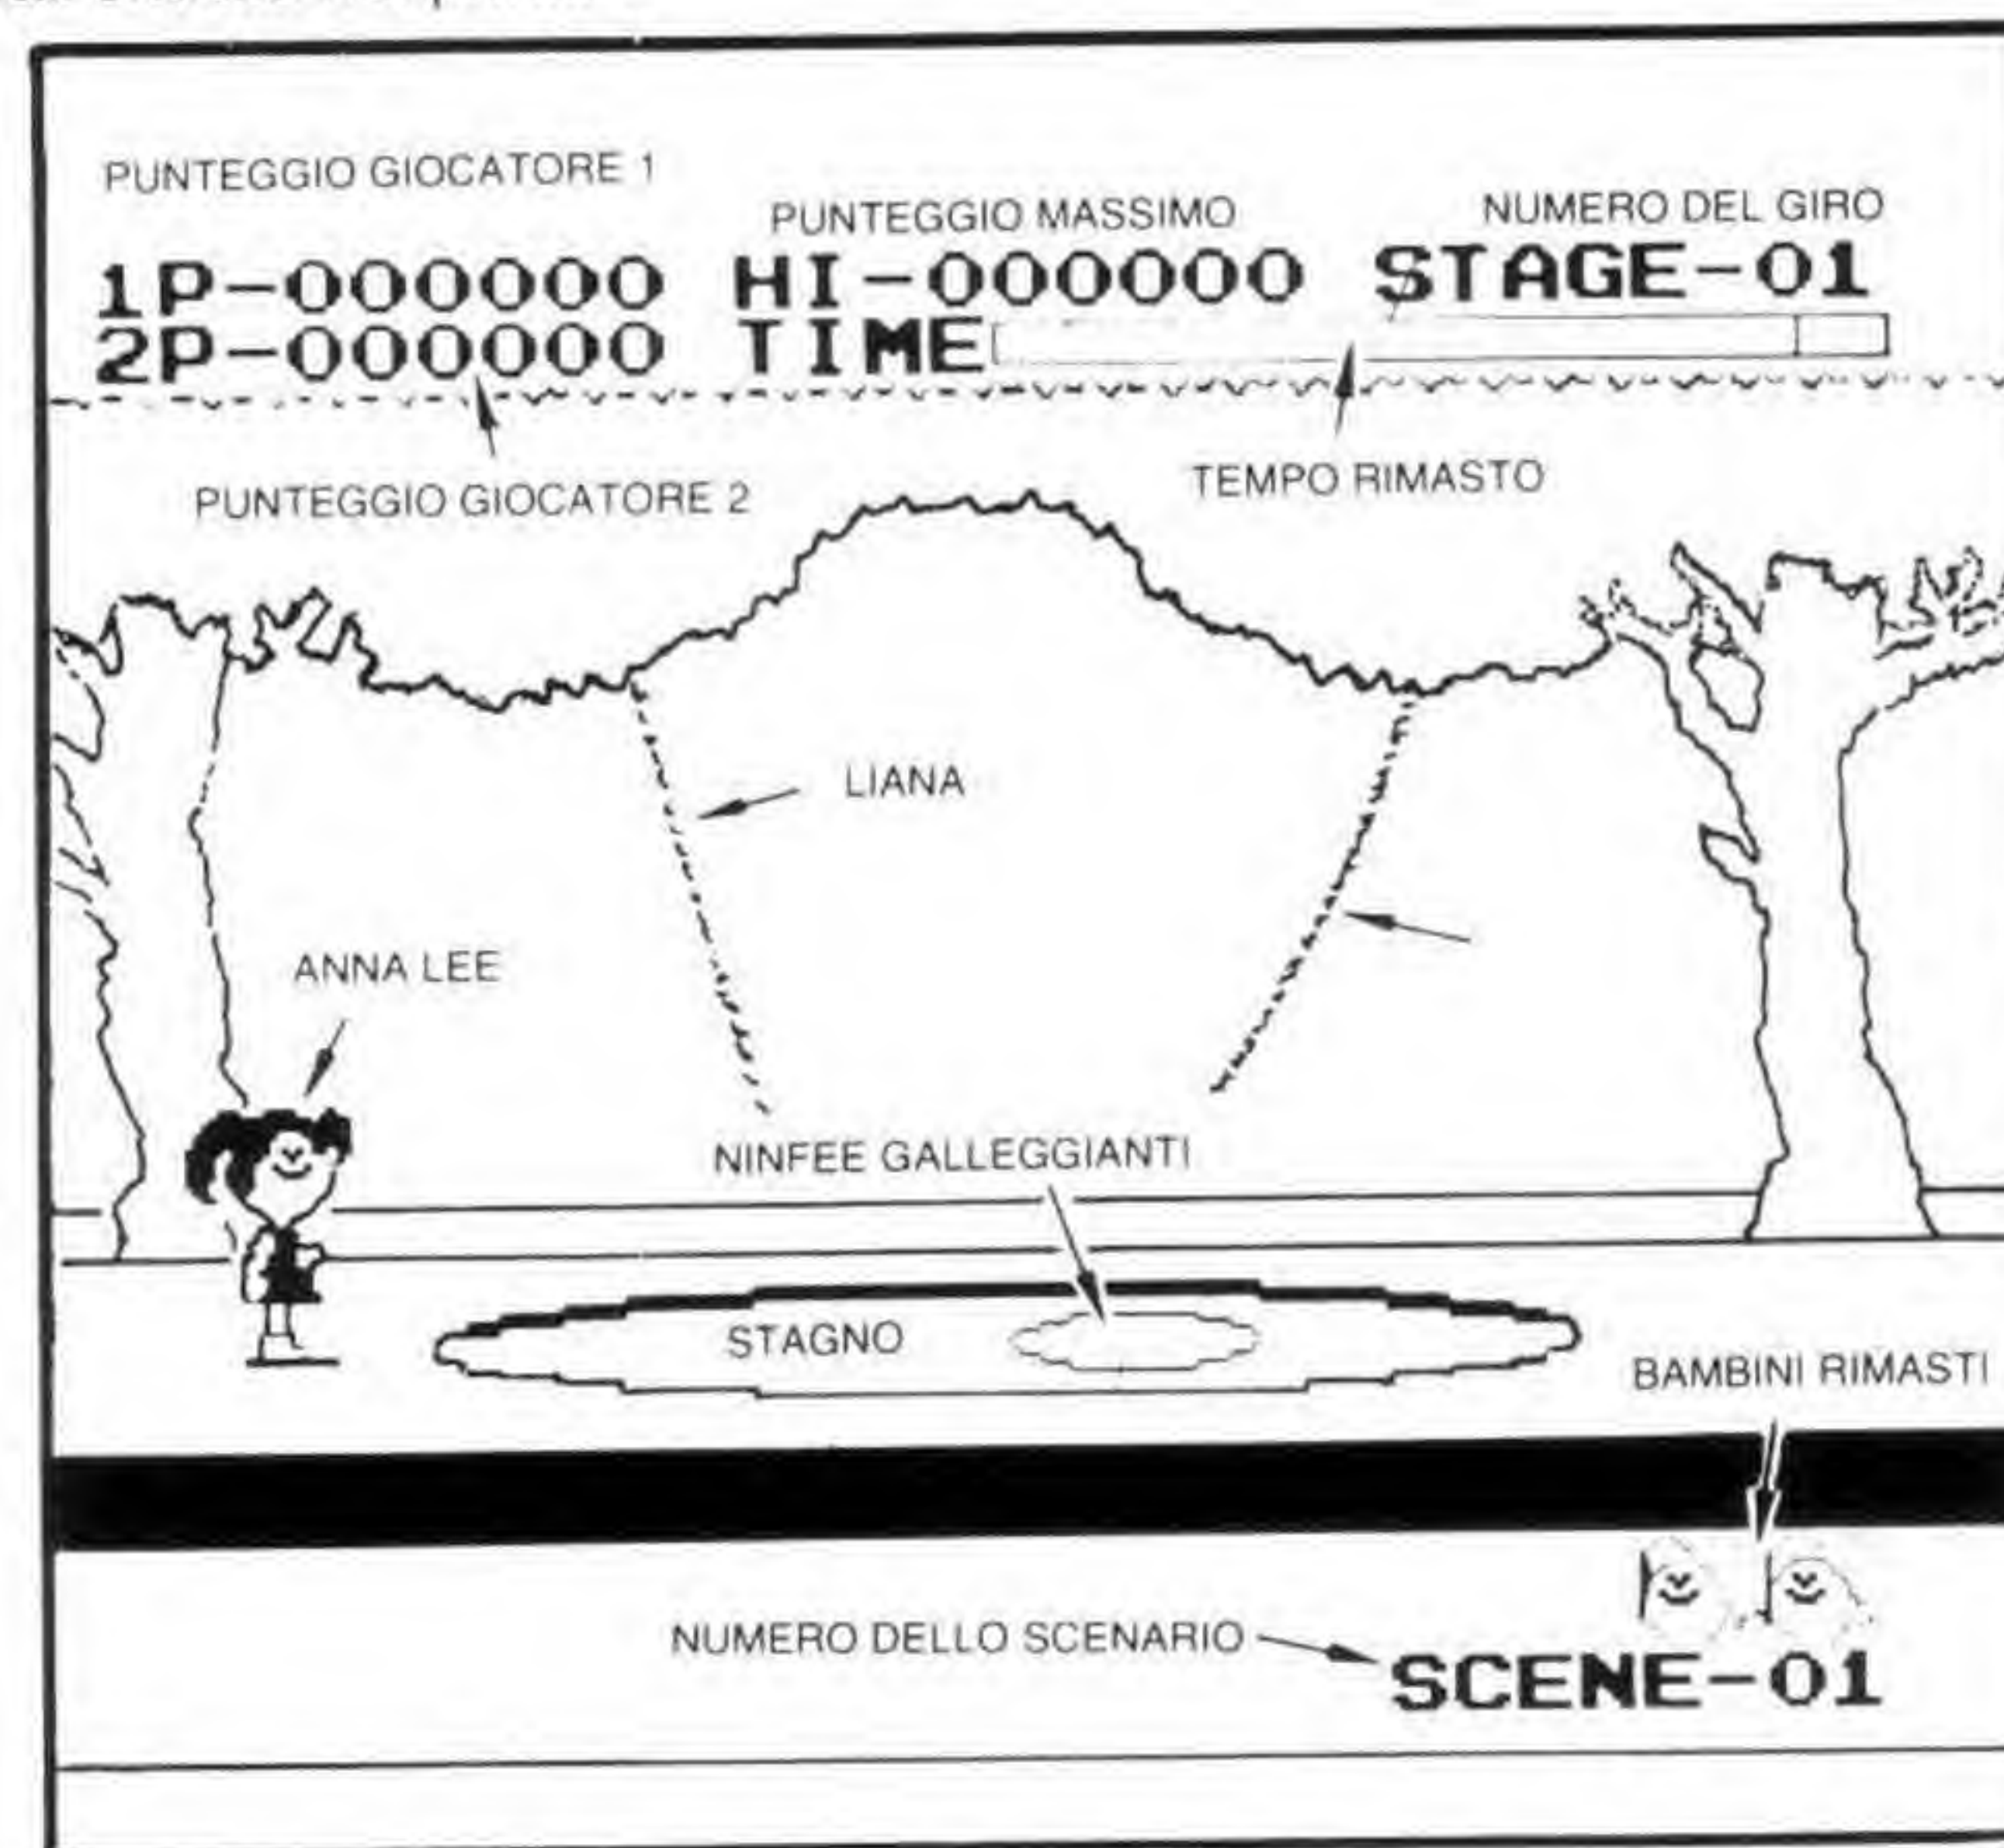 PUNTEGGIO GIOCATORE 1
PUNTEGGIO MASSIMO
NUMERO DEL GIRO
1P-000000 HI-000000 STAGE-01
2P-000000 TIME
PUNTEGGIO GIOCATORE 2
TEMPO RIMASTO
LIANA
ANNA LEE
NINFEE GALLEGGIANTI
STAGNO
BAMBINI RIMASTI
NUMERO DELLO SCENARIO
SCENE-01